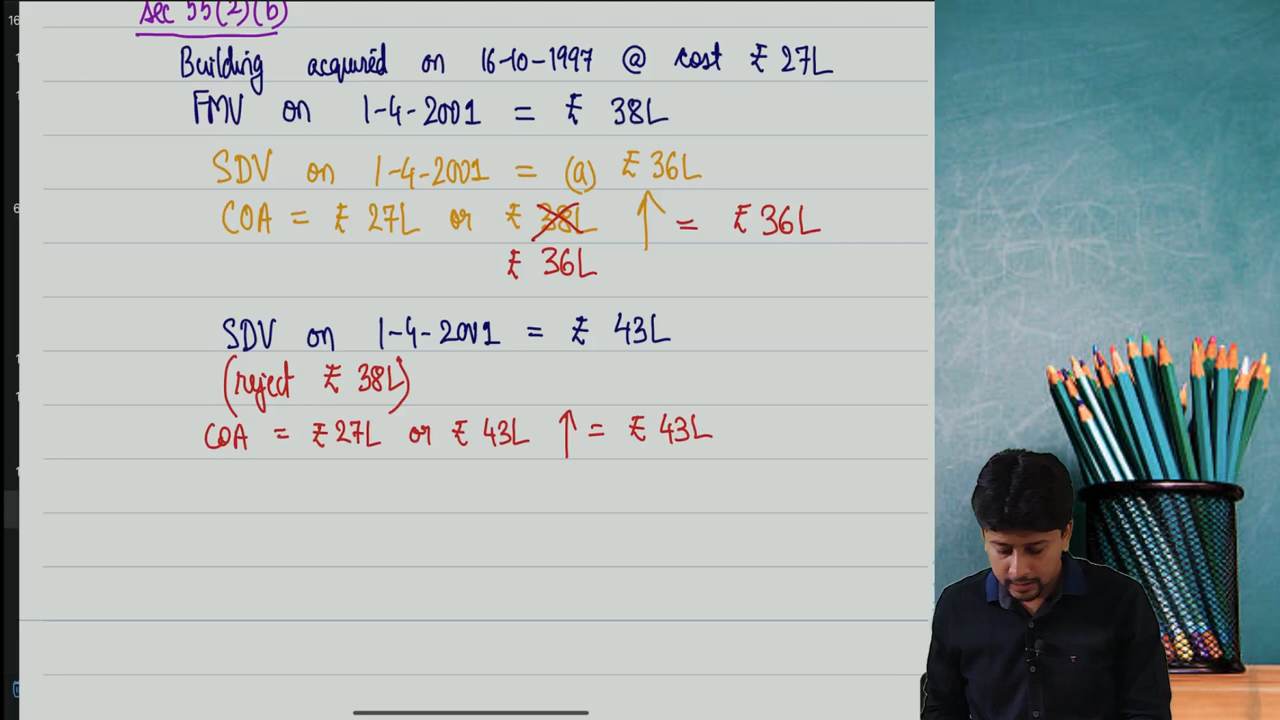 Sec 55(2)(b)
Building acquired on 16-10-1997 @ cost ₹ 27L
FMV on 1-4-2001 = ₹ 38L
SDV on 1-4-2001 = (a) ₹ 36L
COA = ₹ 27L or ₹ 38L ↑ = ₹ 36L
₹ 36L
SDV on 1-4-2001 = ₹ 43L
(reject ₹ 38L)
COA = ₹ 27L or ₹ 43L ↑ = ₹ 43L